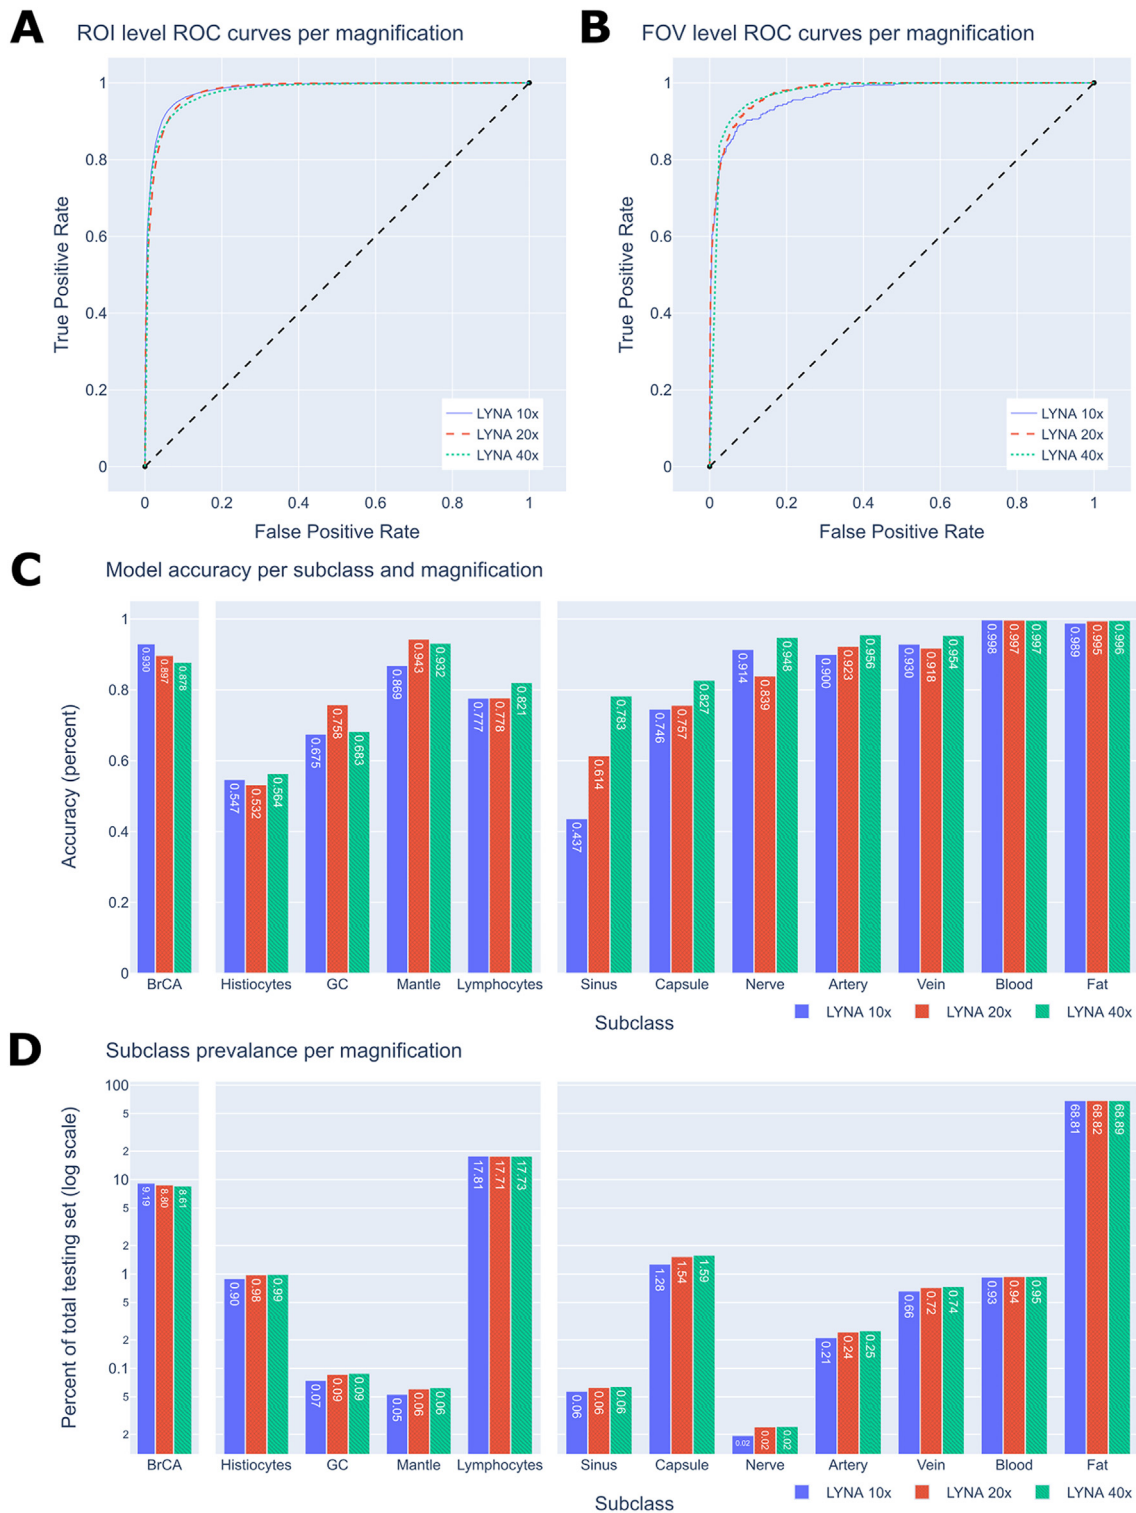 A
ROI level ROC curves per magnification
1
0.8
0.6
0.4
0.2
0
True Positive Rate
0
0.2
0.4
0.6
0.8
1
False Positive Rate
LYNA 10x
LYNA 20x
LYNA 40x
B
FOV level ROC curves per magnification
1
0.8
0.6
0.4
0.2
0
True Positive Rate
0
0.2
0.4
0.6
0.8
1
False Positive Rate
LYNA 10x
LYNA 20x
LYNA 40x
C
Model accuracy per subclass and magnification
Accuracy (percent)
1
0.8
0.6
0.4
0.2
0
0.930
0.897
0.878
0.547
0.532
0.564
0.675
0.758
0.683
0.869
0.943
0.932
0.777
0.778
0.821
0.437
0.614
0.783
0.746
0.757
0.827
0.914
0.839
0.948
0.900
0.923
0.956
0.930
0.918
0.954
0.998
0.997
0.997
0.989
0.995
0.996
BrCA
Histiocytes
GC
Mantle
Lymphocytes
Sinus
Capsule
Nerve
Artery
Vein
Blood
Fat
Subclass
LYNA 10x
LYNA 20x
LYNA 40x
D
Subclass prevalance per magnification
Percent of total testing set (log scale)
100
5
2
10
5
2
1
5
2
0.1
5
2
9.19
8.80
8.61
0.90
0.98
0.99
0.07
0.09
0.09
0.05
0.06
0.06
17.81
17.71
17.73
0.06
0.06
0.06
1.28
1.54
1.59
0.02
0.02
0.02
0.21
0.24
0.25
0.66
0.72
0.74
0.93
0.94
0.95
68.81
68.82
68.89
BrCA
Histiocytes
GC
Mantle
Lymphocytes
Sinus
Capsule
Nerve
Artery
Vein
Blood
Fat
Subclass
LYNA 10x
LYNA 20x
LYNA 40x